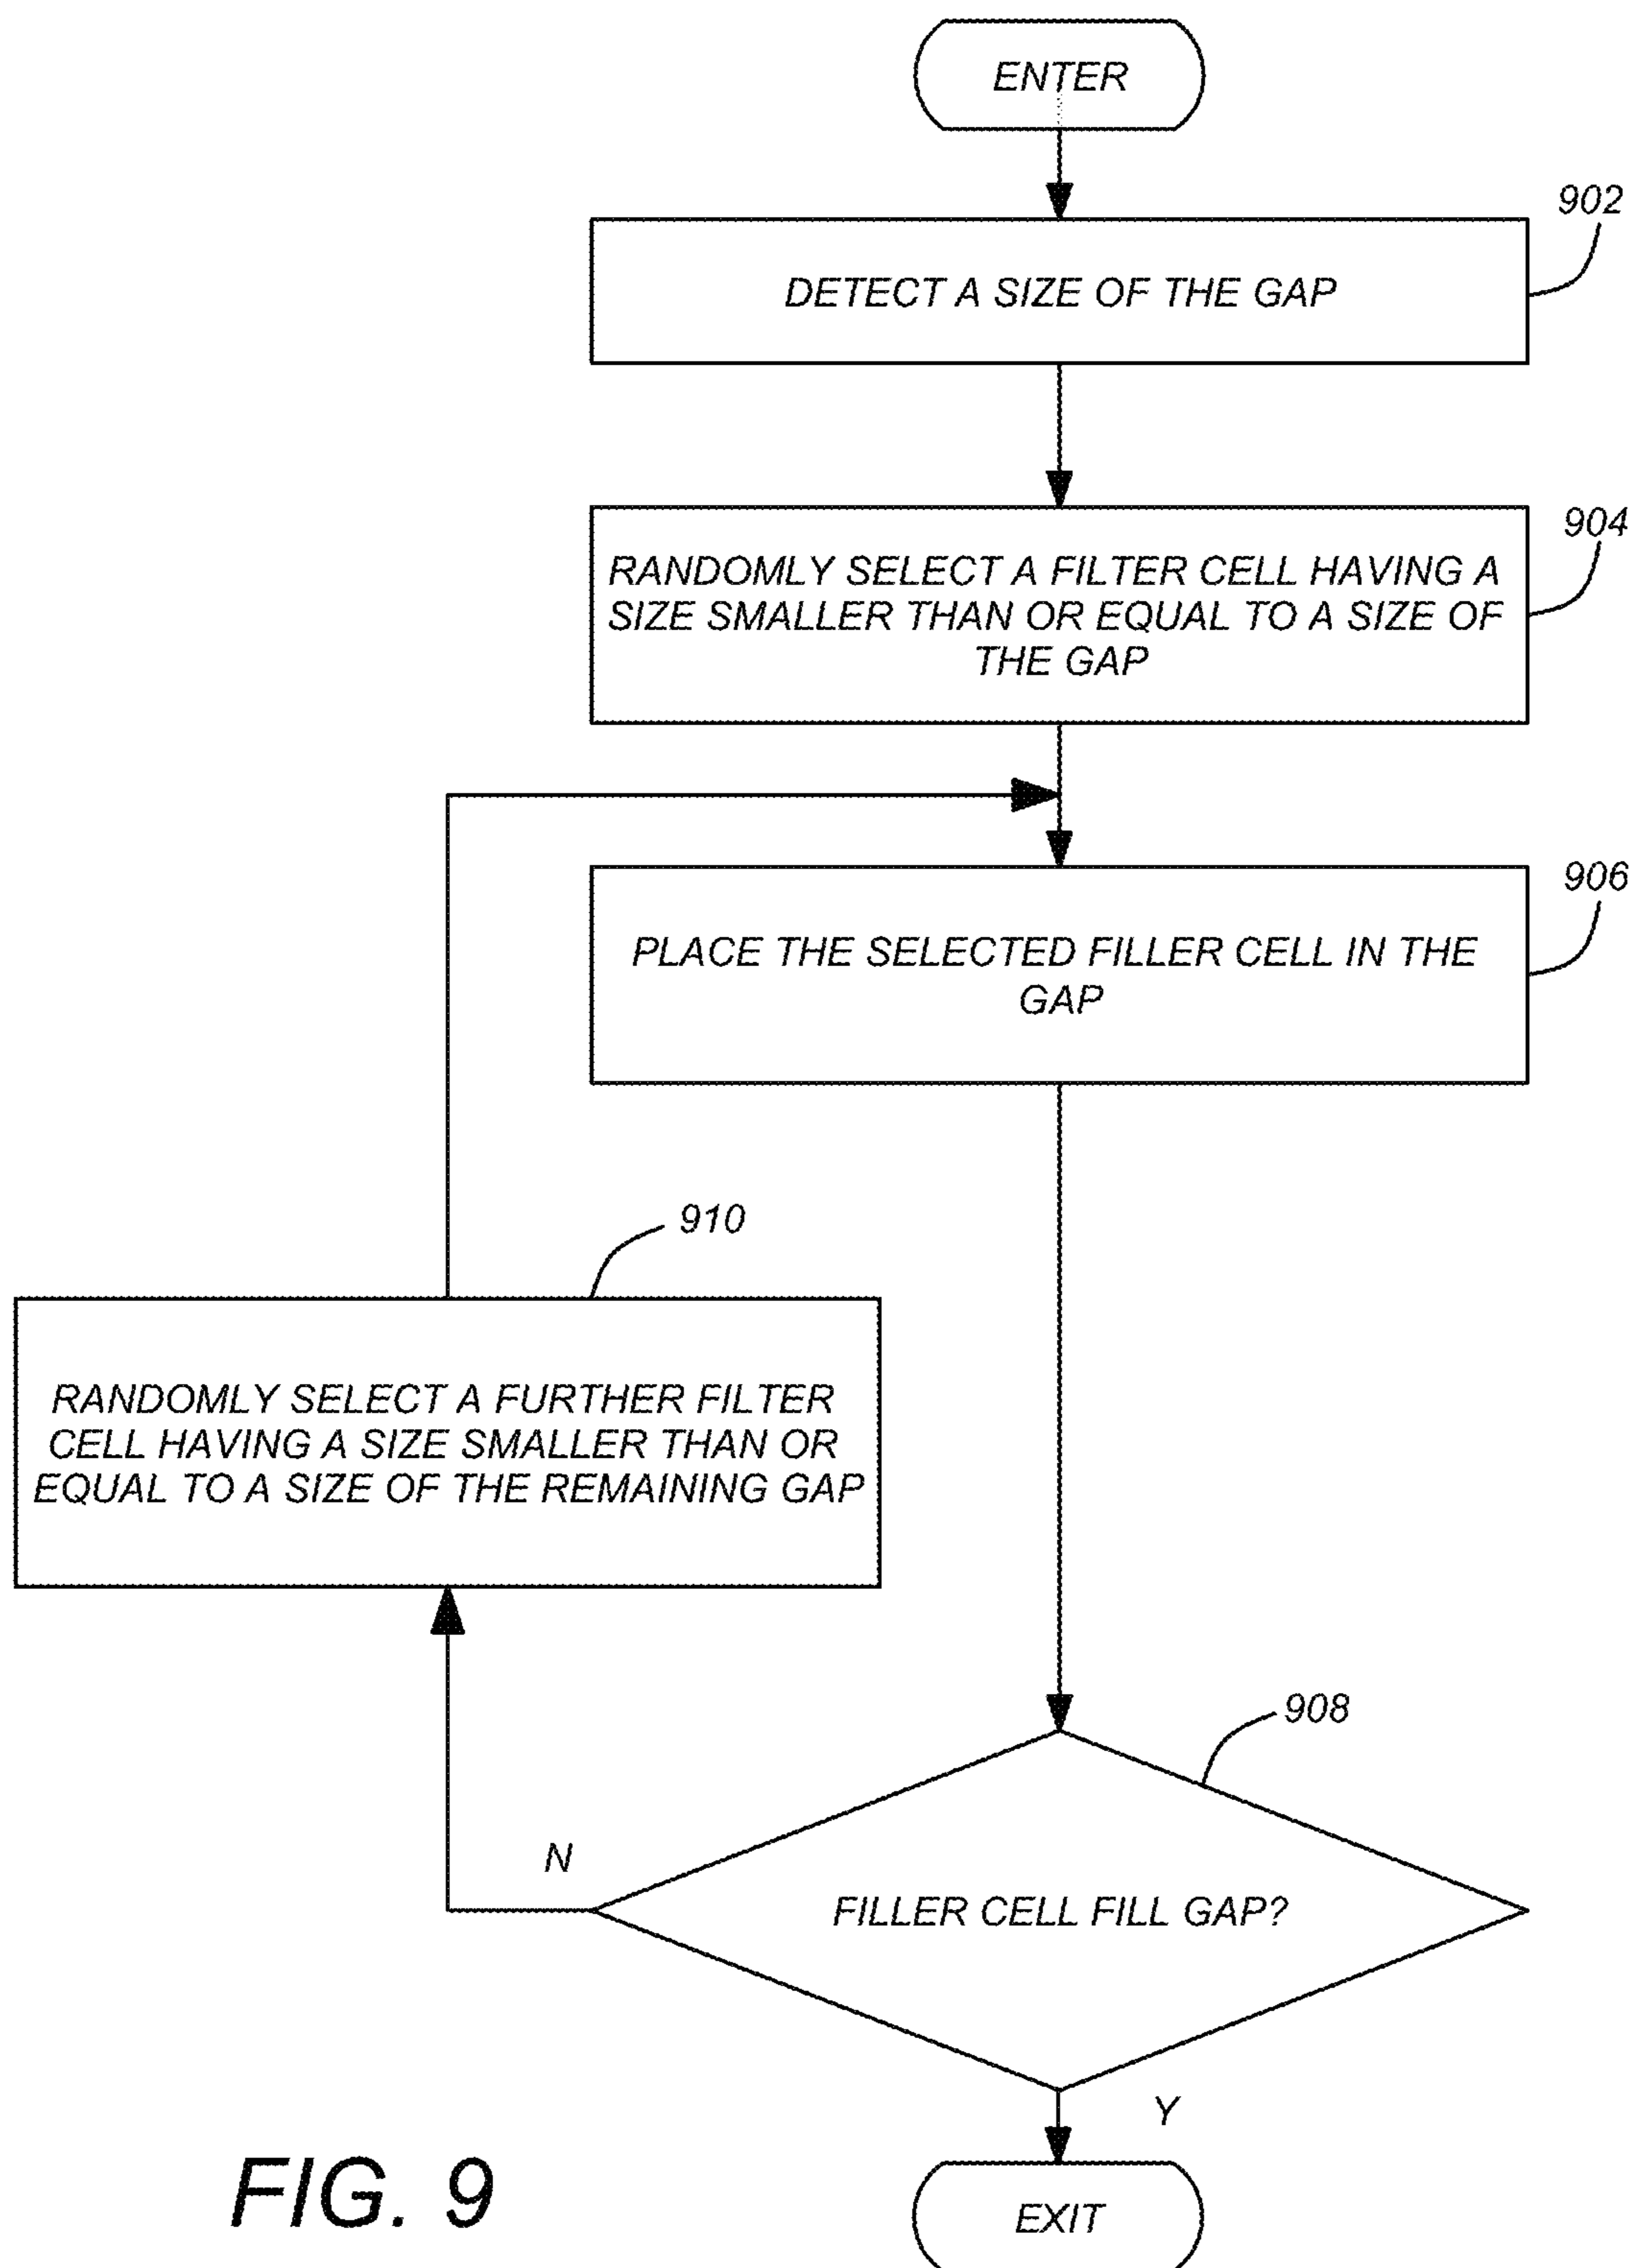 ENTER
902
DETECT A SIZE OF THE GAP
904
RANDOMLY SELECT A FILTER CELL HAVING A
SIZE SMALLER THAN OR EQUAL TO A SIZE OF
THE GAP
906
PLACE THE SELECTED FILLER CELL IN THE
GAP
910
RANDOMLY SELECT A FURTHER FILTER
CELL HAVING A SIZE SMALLER THAN OR
EQUAL TO A SIZE OF THE REMAINING GAP
908
N
FILLER CELL FILL GAP?
Y
EXIT
FIG. 9